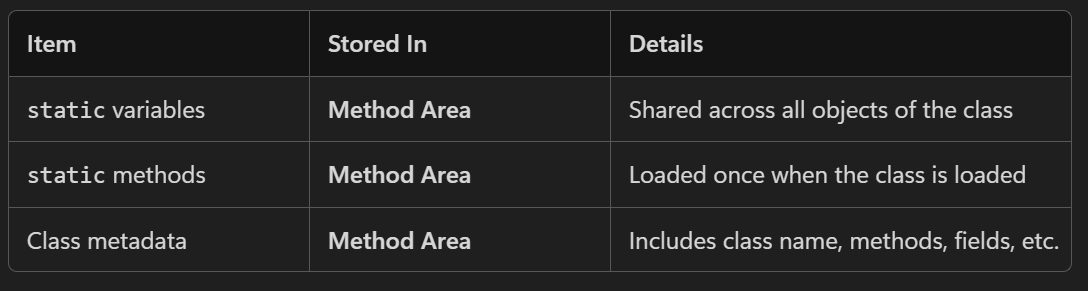 Item Stored In Details
static variables Method Area Shared across all objects of the class
static methods Method Area Loaded once when the class is loaded
Class metadata Method Area Includes class name, methods, fields, etc.